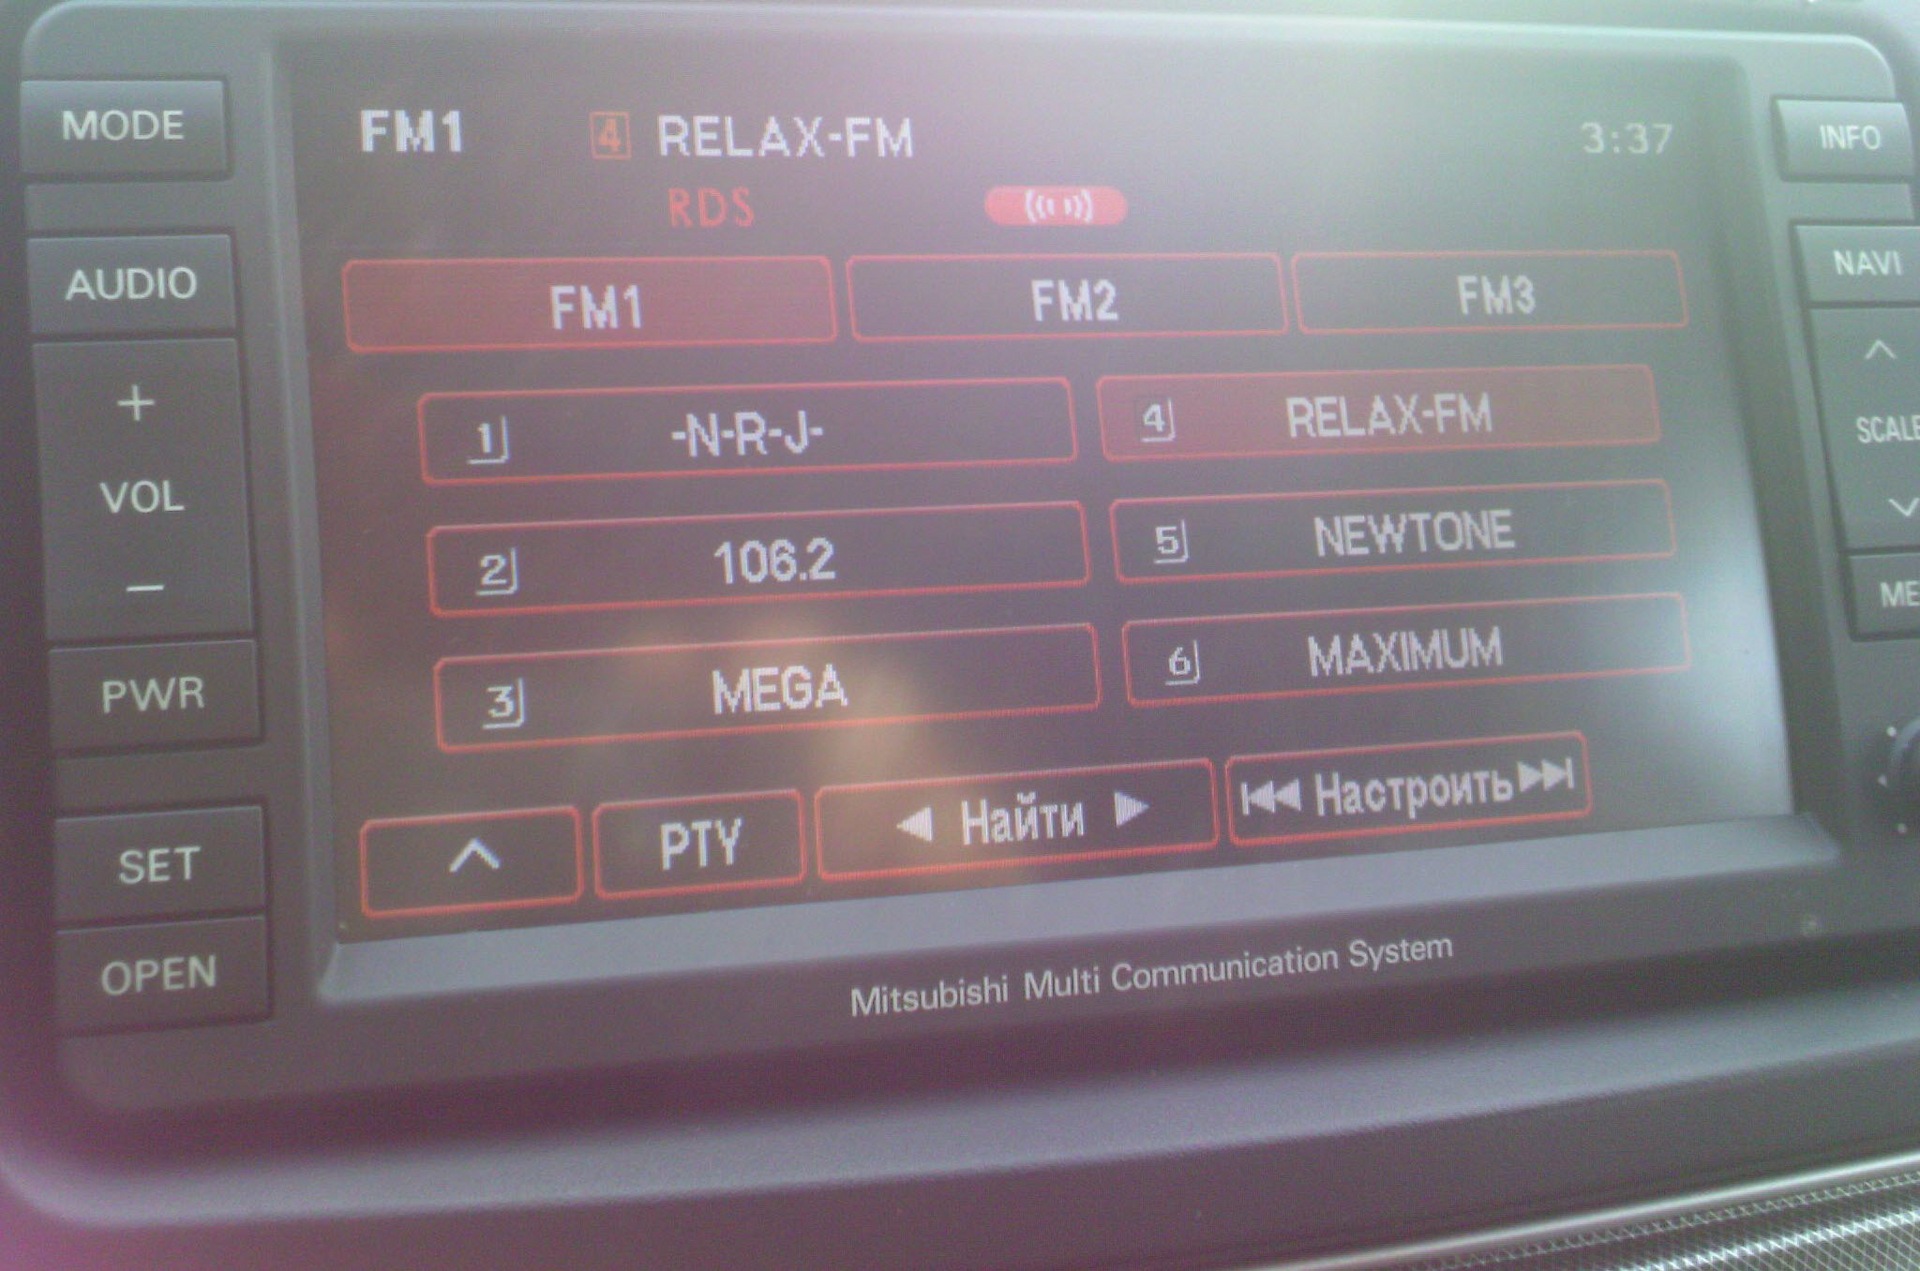 MODE
AUDIO
+
VOL
−
PWR
SET
OPEN
FM1 4 RELAX-FM 3:37
RDS
FM1 FM2 FM3
1 -N-R-J- 4 RELAX-FM
2 106.2 5 NEWTONE
3 MEGA 6 MAXIMUM
PTY Найти Настроить
Mitsubishi Multi Communication System
INFO
NAVI
SCALE